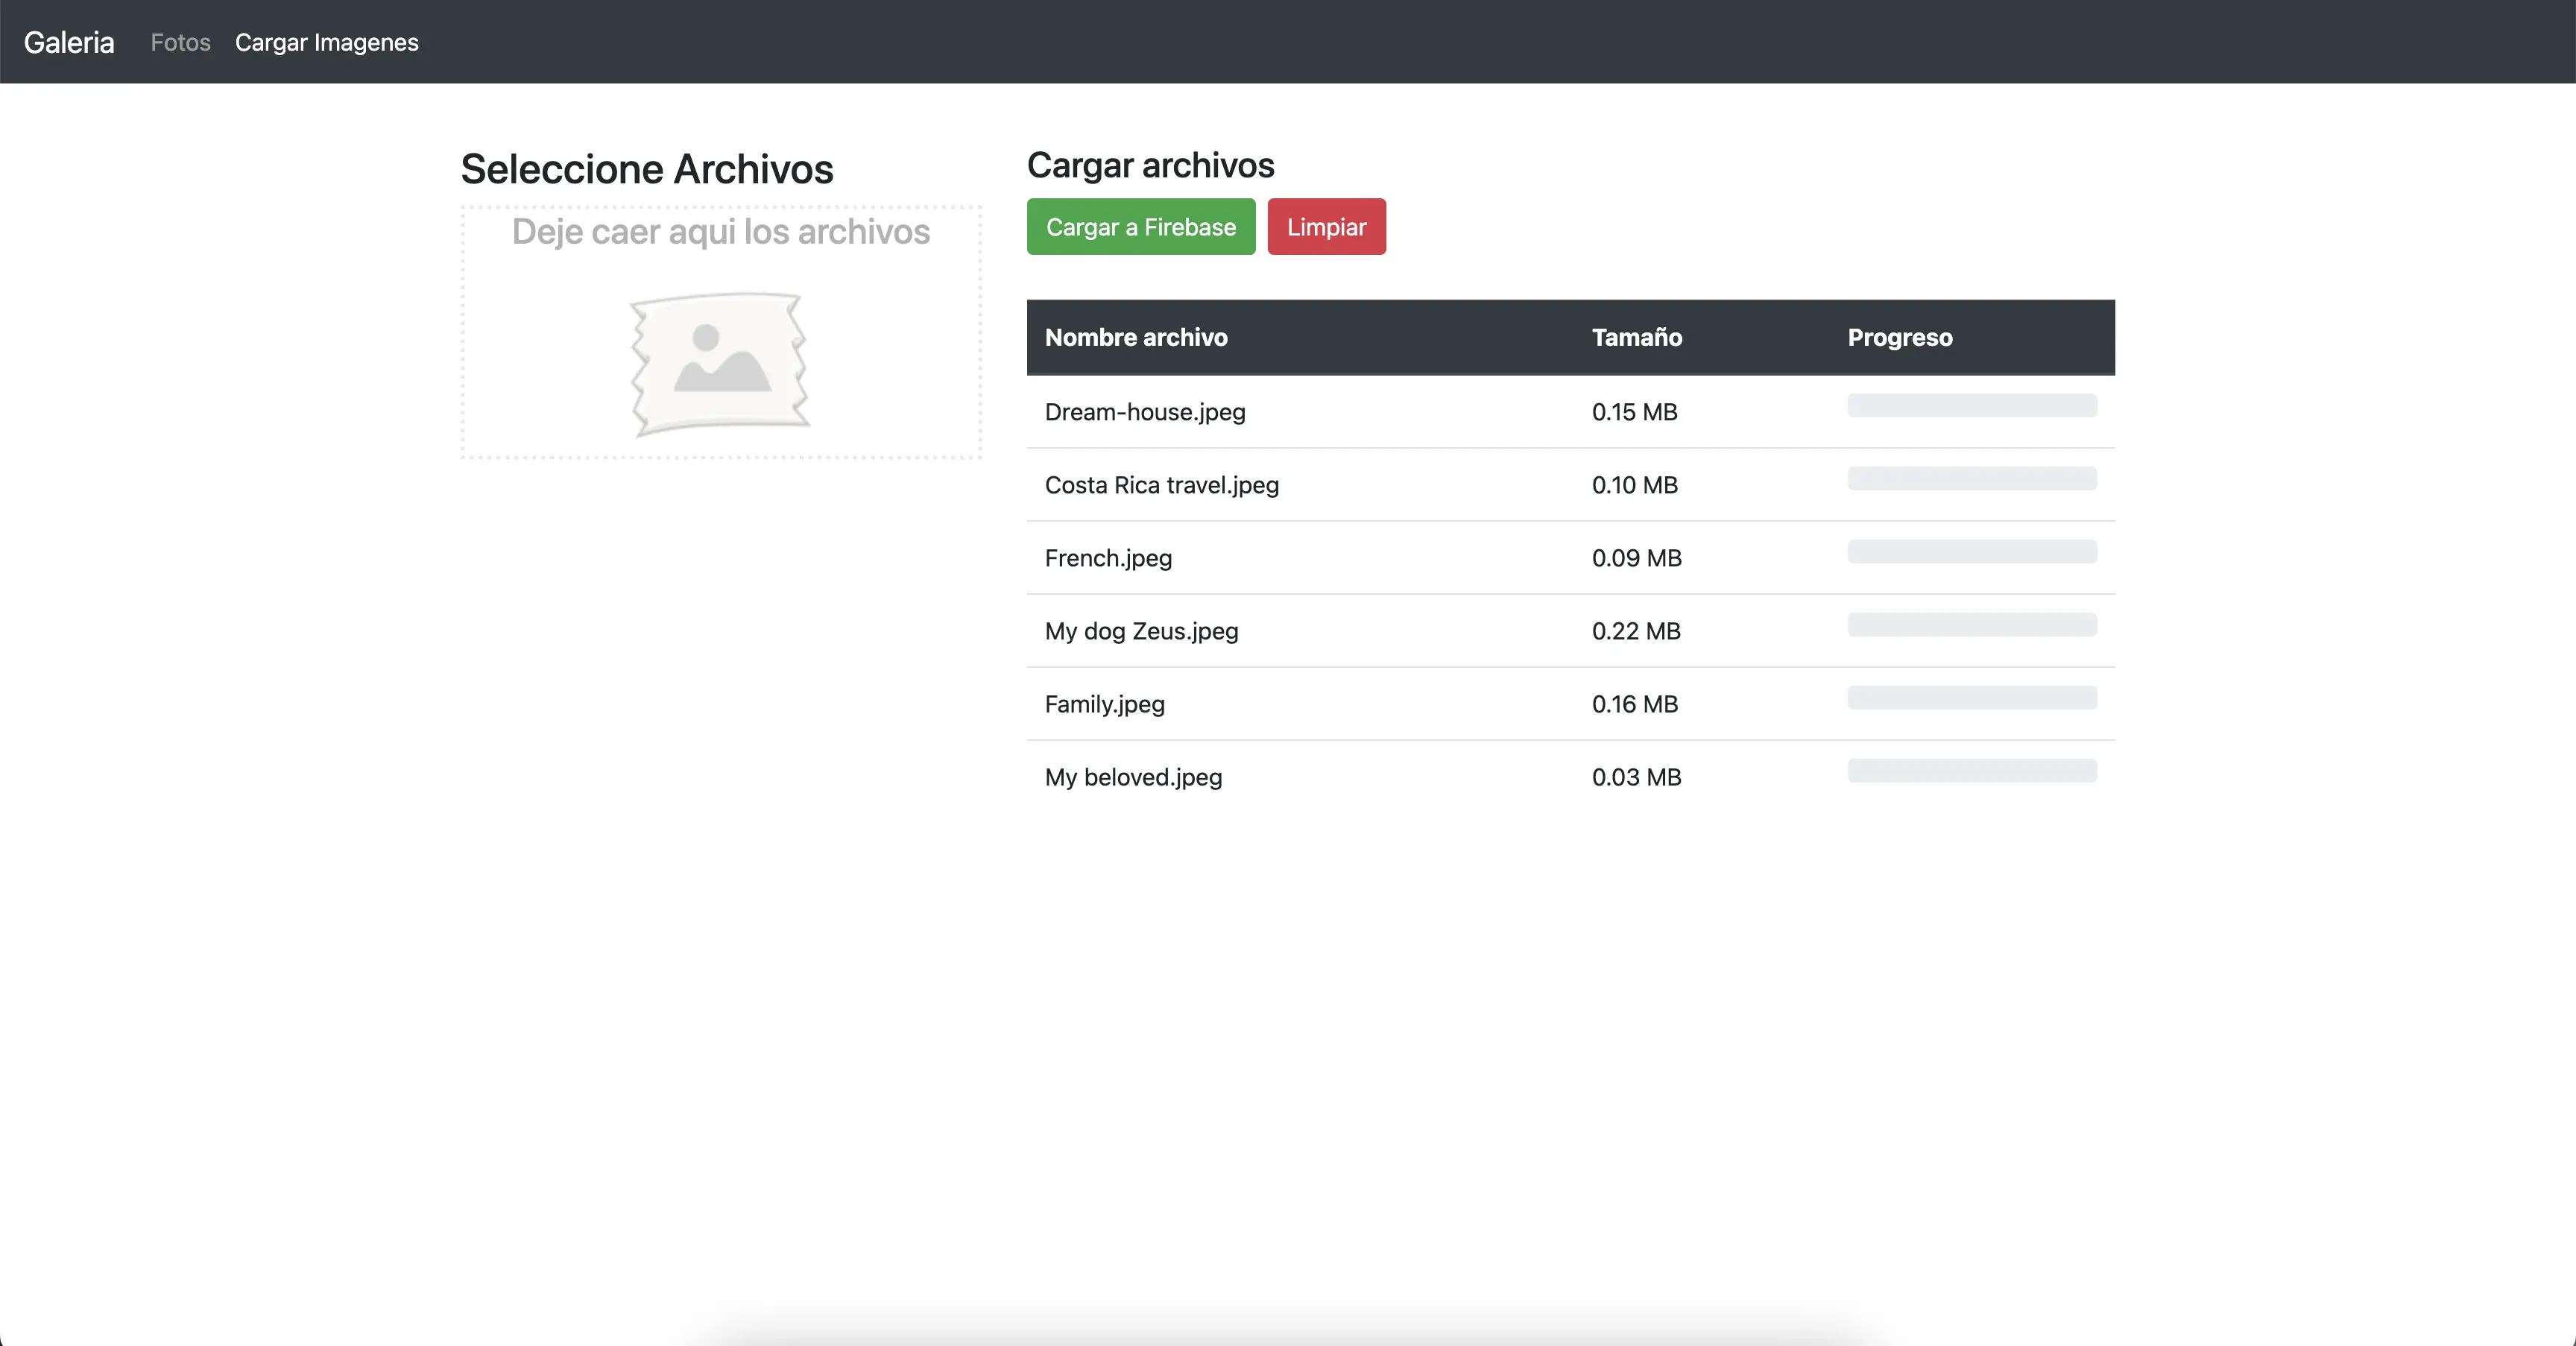 Galeria Fotos Cargar Imagenes
Seleccione Archivos
Deje caer aqui los archivos
Cargar archivos
Cargar a Firebase Limpiar
Nombre archivo Tamaño Progreso
Dream-house.jpeg 0.15 MB
Costa Rica travel.jpeg 0.10 MB
French.jpeg 0.09 MB
My dog Zeus.jpeg 0.22 MB
Family.jpeg 0.16 MB
My beloved.jpeg 0.03 MB